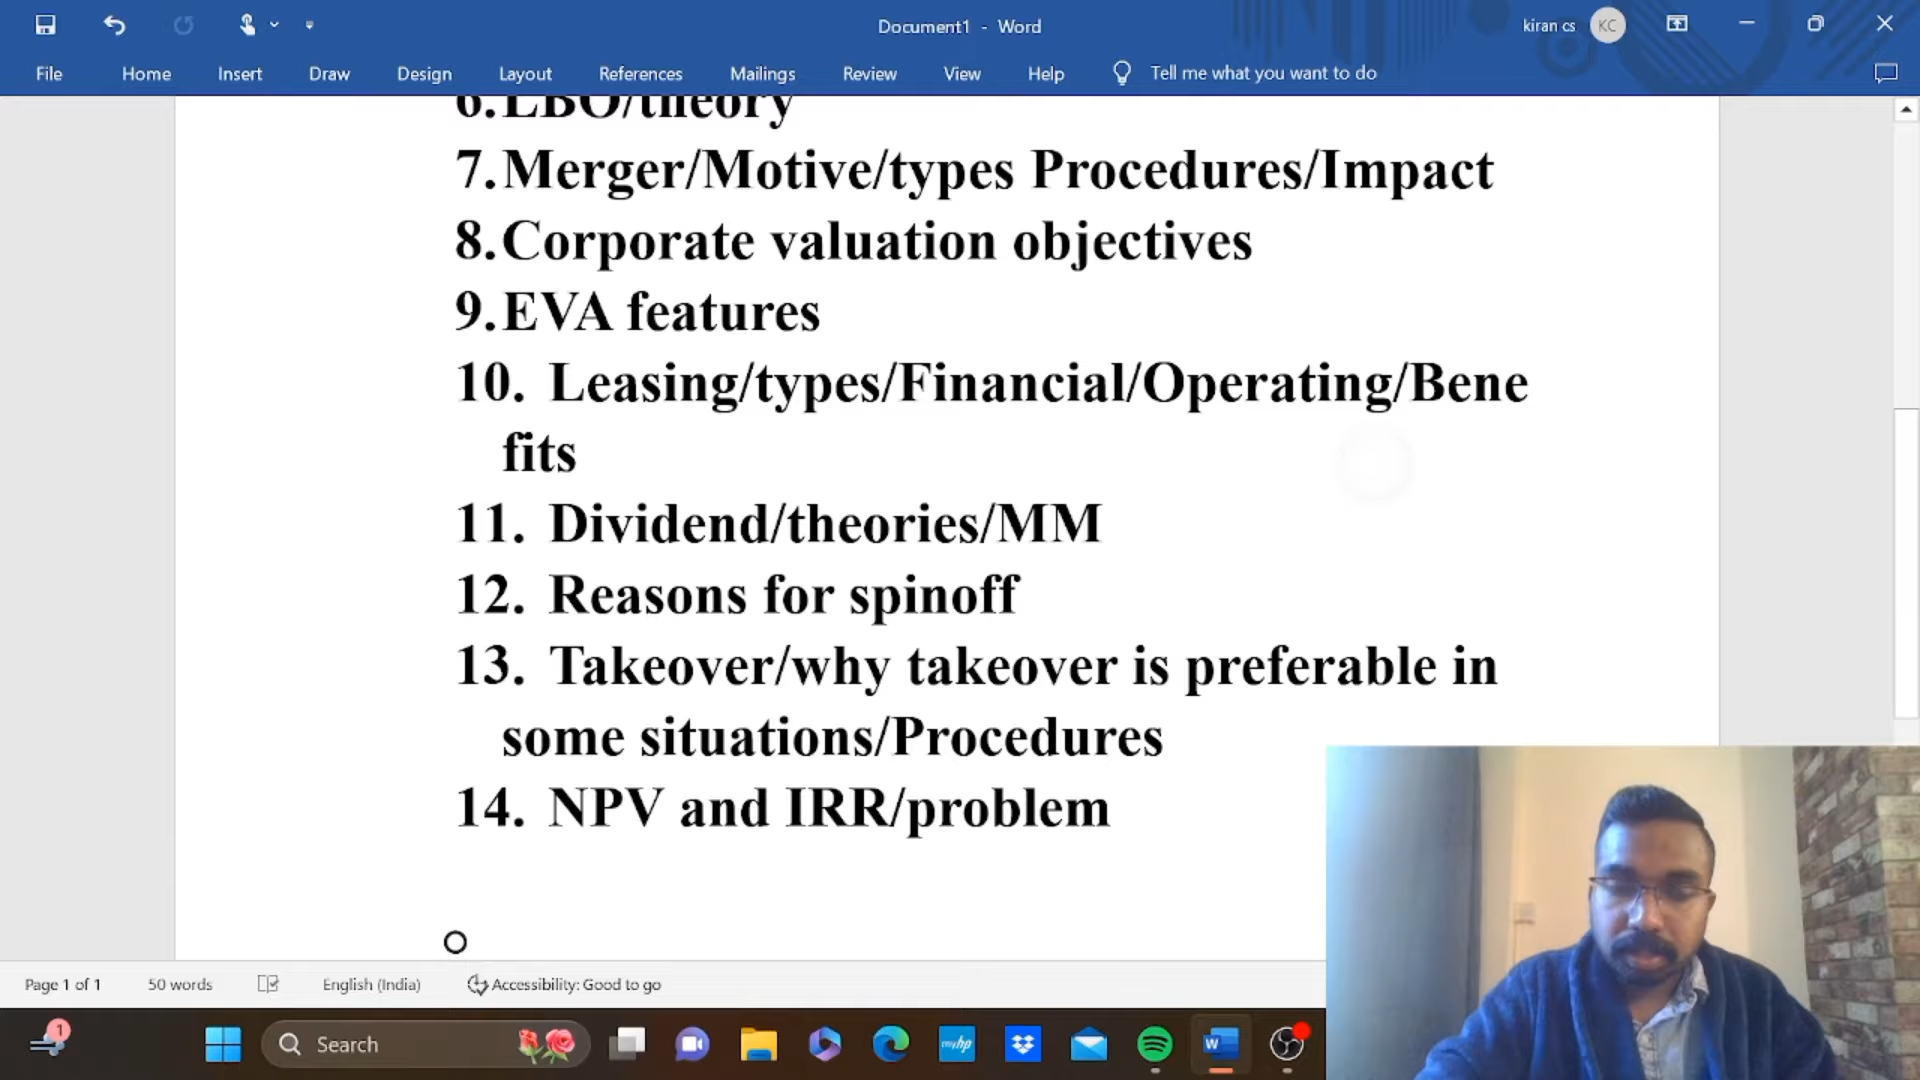 Document1 - Word
kiran cs
KC
File
Home
Insert
Draw
Design
Layout
References
Mailings
Review
View
Help
Tell me what you want to do
6.LBO/theory
7.Merger/Motive/types Procedures/Impact
8.Corporate valuation objectives
9.EVA features
10. Leasing/types/Financial/Operating/Bene
fits
11. Dividend/theories/MM
12. Reasons for spinoff
13. Takeover/why takeover is preferable in
some situations/Procedures
14. NPV and IRR/problem
Page 1 of 1
50 words
English (India)
Accessibility: Good to go
1
Search
myhp
W